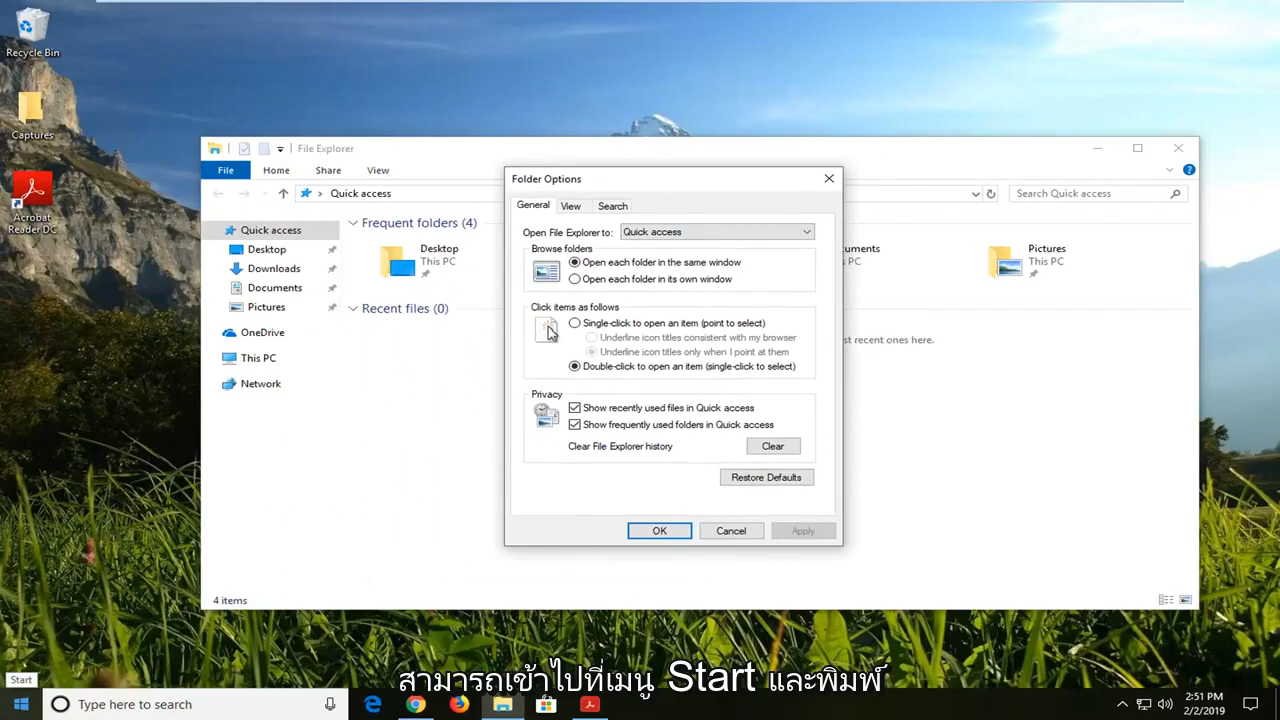 Recycle Bin
Captures
Acrobat
Reader DC
File Explorer
File Home Share View
Quick access
Search Quick access
Quick access
Desktop
Downloads
Documents
Pictures
OneDrive
This PC
Network
Frequent folders (4)
Desktop
This PC
uments
PC
Pictures
This PC
Recent files (0)
st recent ones here.
4 items
Folder Options
General View Search
Open File Explorer to: Quick access
Browse folders
Open each folder in the same window
Open each folder in its own window
Click items as follows
Single-click to open an item (point to select)
Underline icon titles consistent with my browser
Underline icon titles only when I point at them
Double-click to open an item (single-click to select)
Privacy
Show recently used files in Quick access
Show frequently used folders in Quick access
Clear File Explorer history Clear
Restore Defaults
OK Cancel Apply
สามารถเข้าไปที่เมนู Start และพิมพ์
Start
Type here to search
2:51 PM
2/2/2019